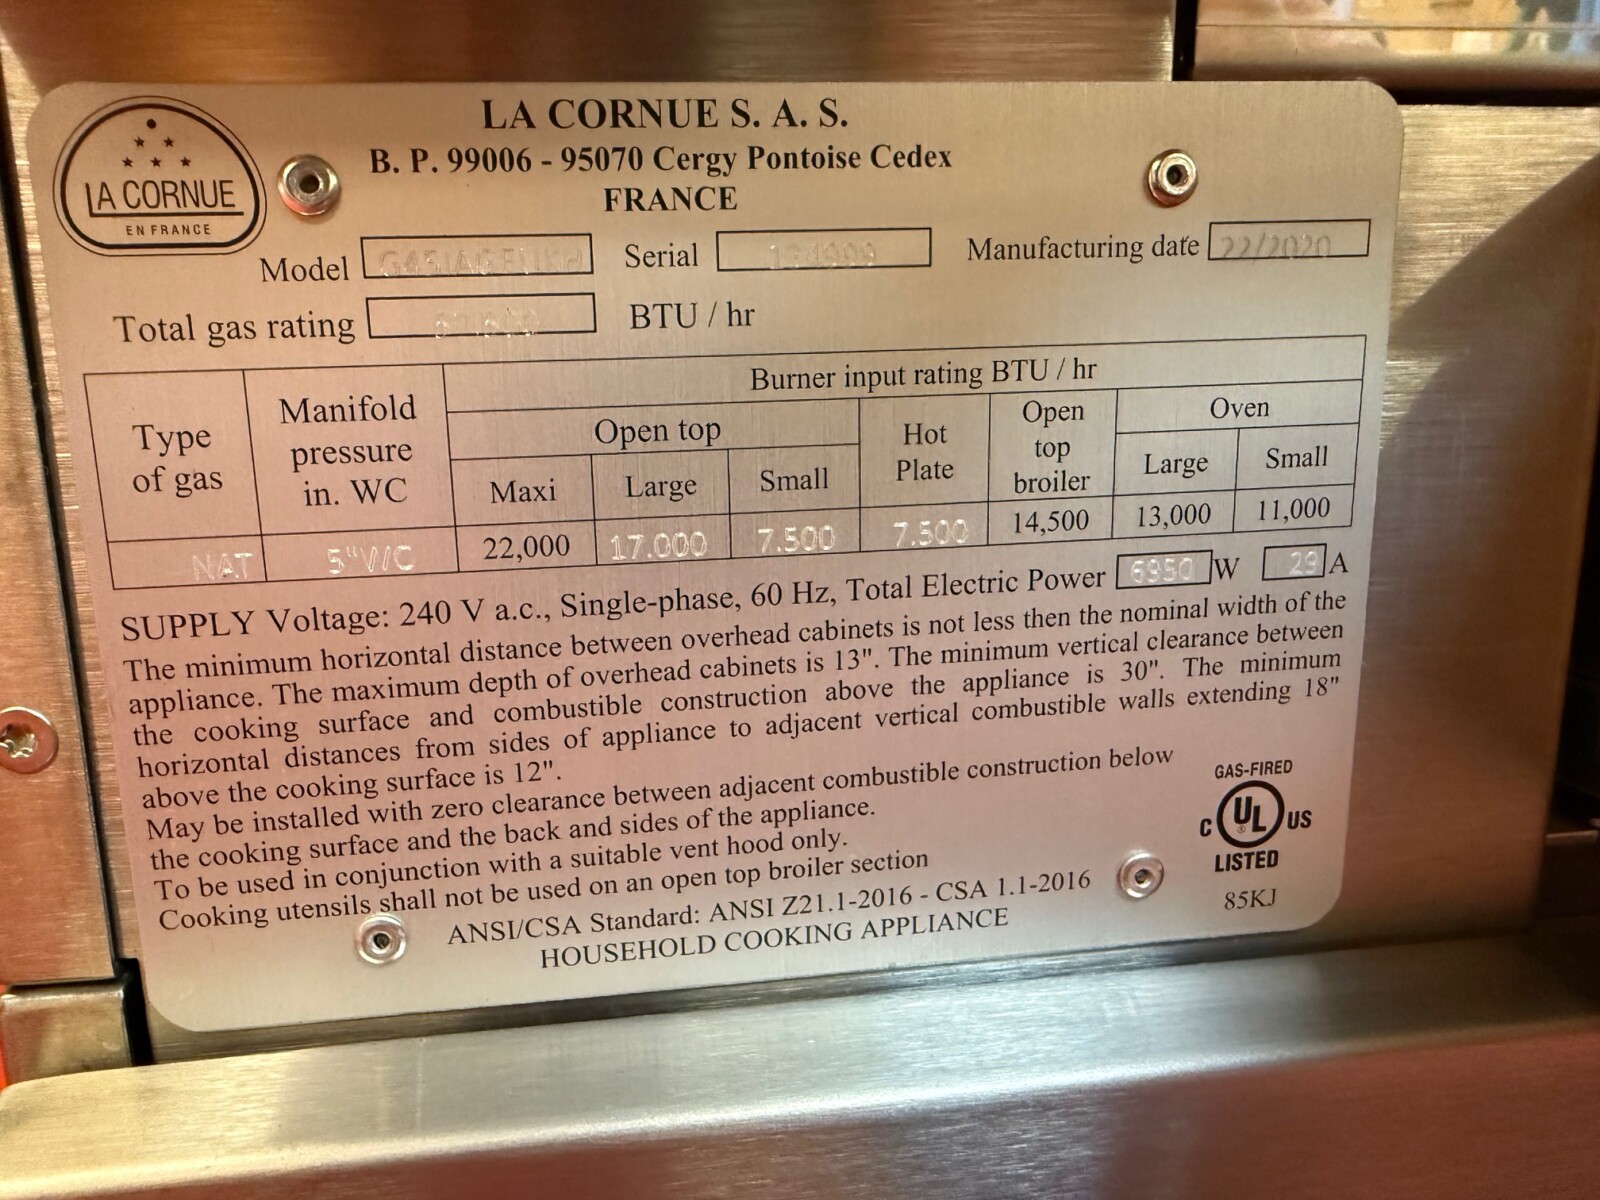 LA CORNUE
EN FRANCE
LA CORNUE S. A. S.
B. P. 99006 - 95070 Cergy Pontoise Cedex
FRANCE
Model Serial Manufacturing date 22/2020
Total gas rating BTU / hr
Type of gas
Manifold pressure in. WC
Burner input rating BTU / hr
Open top
Maxi Large Small
Hot Plate
Open top broiler
Oven
Large Small
NAT 5"V/C 22,000 17.000 7.500 7.500 14,500 13,000 11,000
SUPPLY Voltage: 240 V a.c., Single-phase, 60 Hz, Total Electric Power 6950 W 29 A
The minimum horizontal distance between overhead cabinets is not less then the nominal width of the
appliance. The maximum depth of overhead cabinets is 13". The minimum vertical clearance between
the cooking surface and combustible construction above the appliance is 30". The minimum
horizontal distances from sides of appliance to adjacent vertical combustible walls extending 18"
above the cooking surface is 12".
May be installed with zero clearance between adjacent combustible construction below
the cooking surface and the back and sides of the appliance.
To be used in conjunction with a suitable vent hood only.
Cooking utensils shall not be used on an open top broiler section
ANSI/CSA Standard: ANSI Z21.1-2016 - CSA 1.1-2016
HOUSEHOLD COOKING APPLIANCE
GAS-FIRED
C UL US
®
LISTED
85KJ